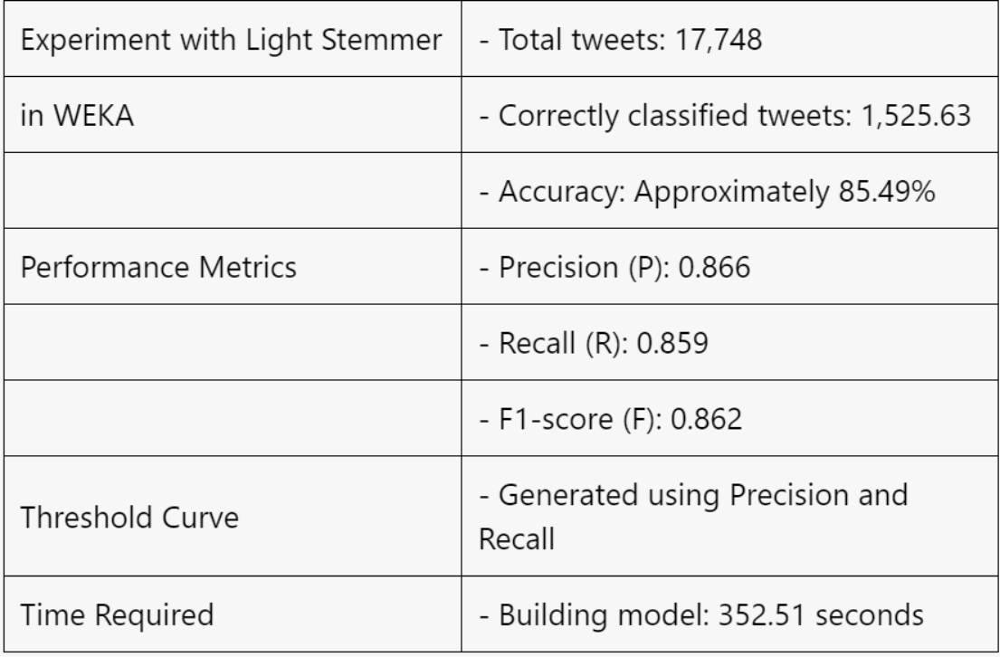 Experiment with Light Stemmer - Total tweets: 17,748
in WEKA - Correctly classified tweets: 1,525.63
- Accuracy: Approximately 85.49%
Performance Metrics - Precision (P): 0.866
- Recall (R): 0.859
- F1-score (F): 0.862
Threshold Curve - Generated using Precision and
Recall
Time Required - Building model: 352.51 seconds